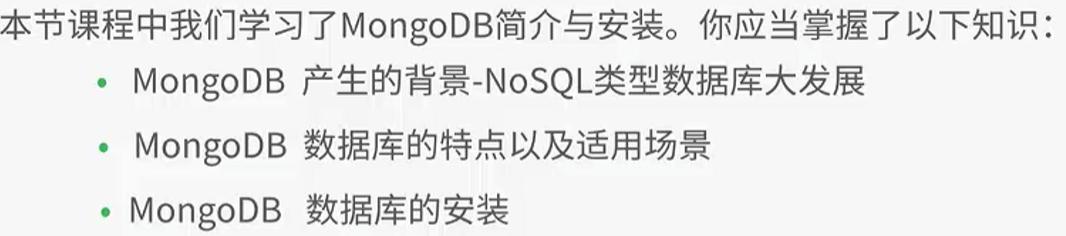 本节课程中我们学习了MongoDB简介与安装。你应当掌握了以下知识：
• MongoDB 产生的背景-NoSQL类型数据库大发展
• MongoDB 数据库的特点以及适用场景
• MongoDB 数据库的安装